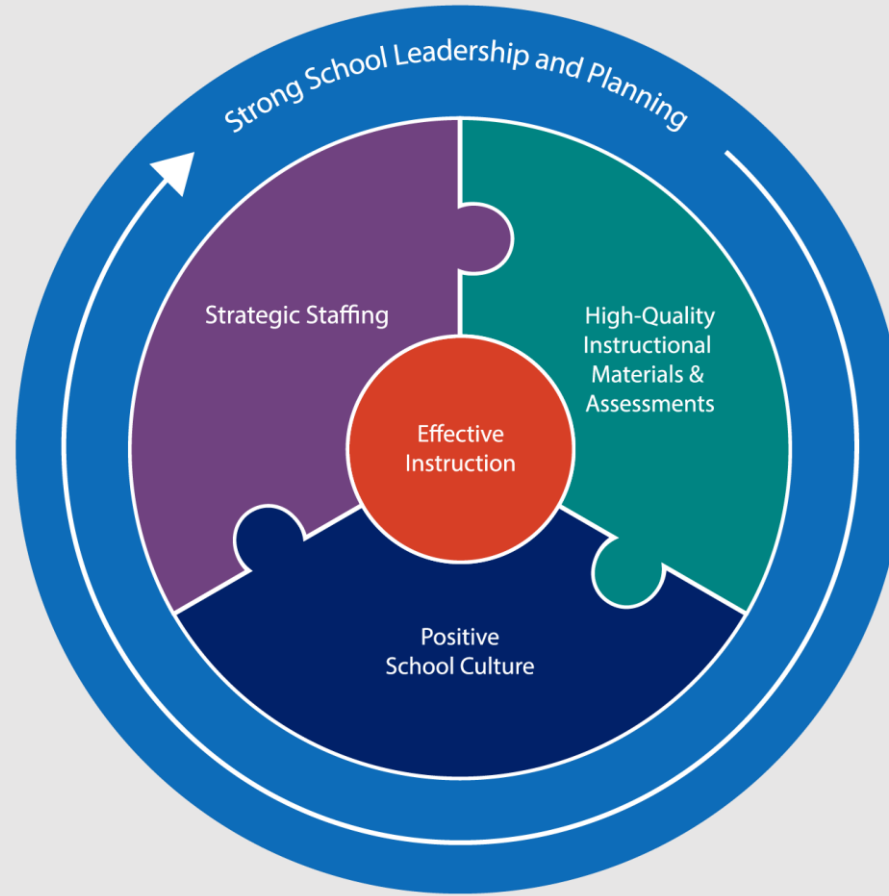 Strong School Leadership and Planning
Strategic Staffing
High-Quality
Instructional
Materials &
Assessments
Effective
Instruction
Positive
School Culture